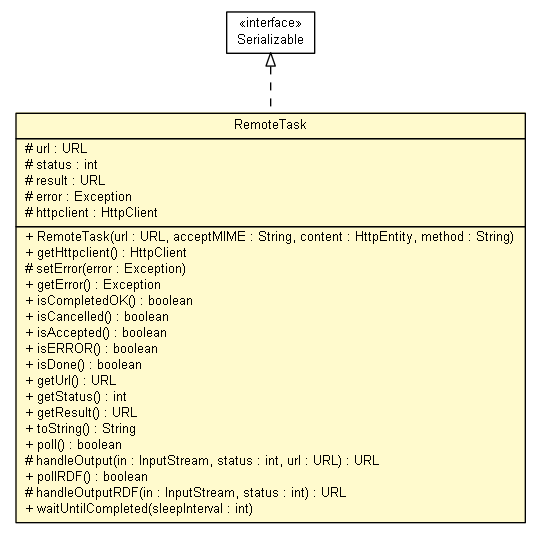 «interface»
Serializable
RemoteTask
# url : URL
# status : int
# result : URL
# error : Exception
# httpclient : HttpClient
+ RemoteTask(url : URL, acceptMIME : String, content : HttpEntity, method : String)
+ getHttpclient() : HttpClient
# setError(error : Exception)
+ getError() : Exception
+ isCompletedOK() : boolean
+ isCancelled() : boolean
+ isAccepted() : boolean
+ isERROR() : boolean
+ isDone() : boolean
+ getUrl() : URL
+ getStatus() : int
+ getResult() : URL
+ toString() : String
+ poll() : boolean
# handleOutput(in : InputStream, status : int, url : URL) : URL
+ pollRDF() : boolean
# handleOutputRDF(in : InputStream, status : int) : URL
+ waitUntilCompleted(sleepInterval : int)